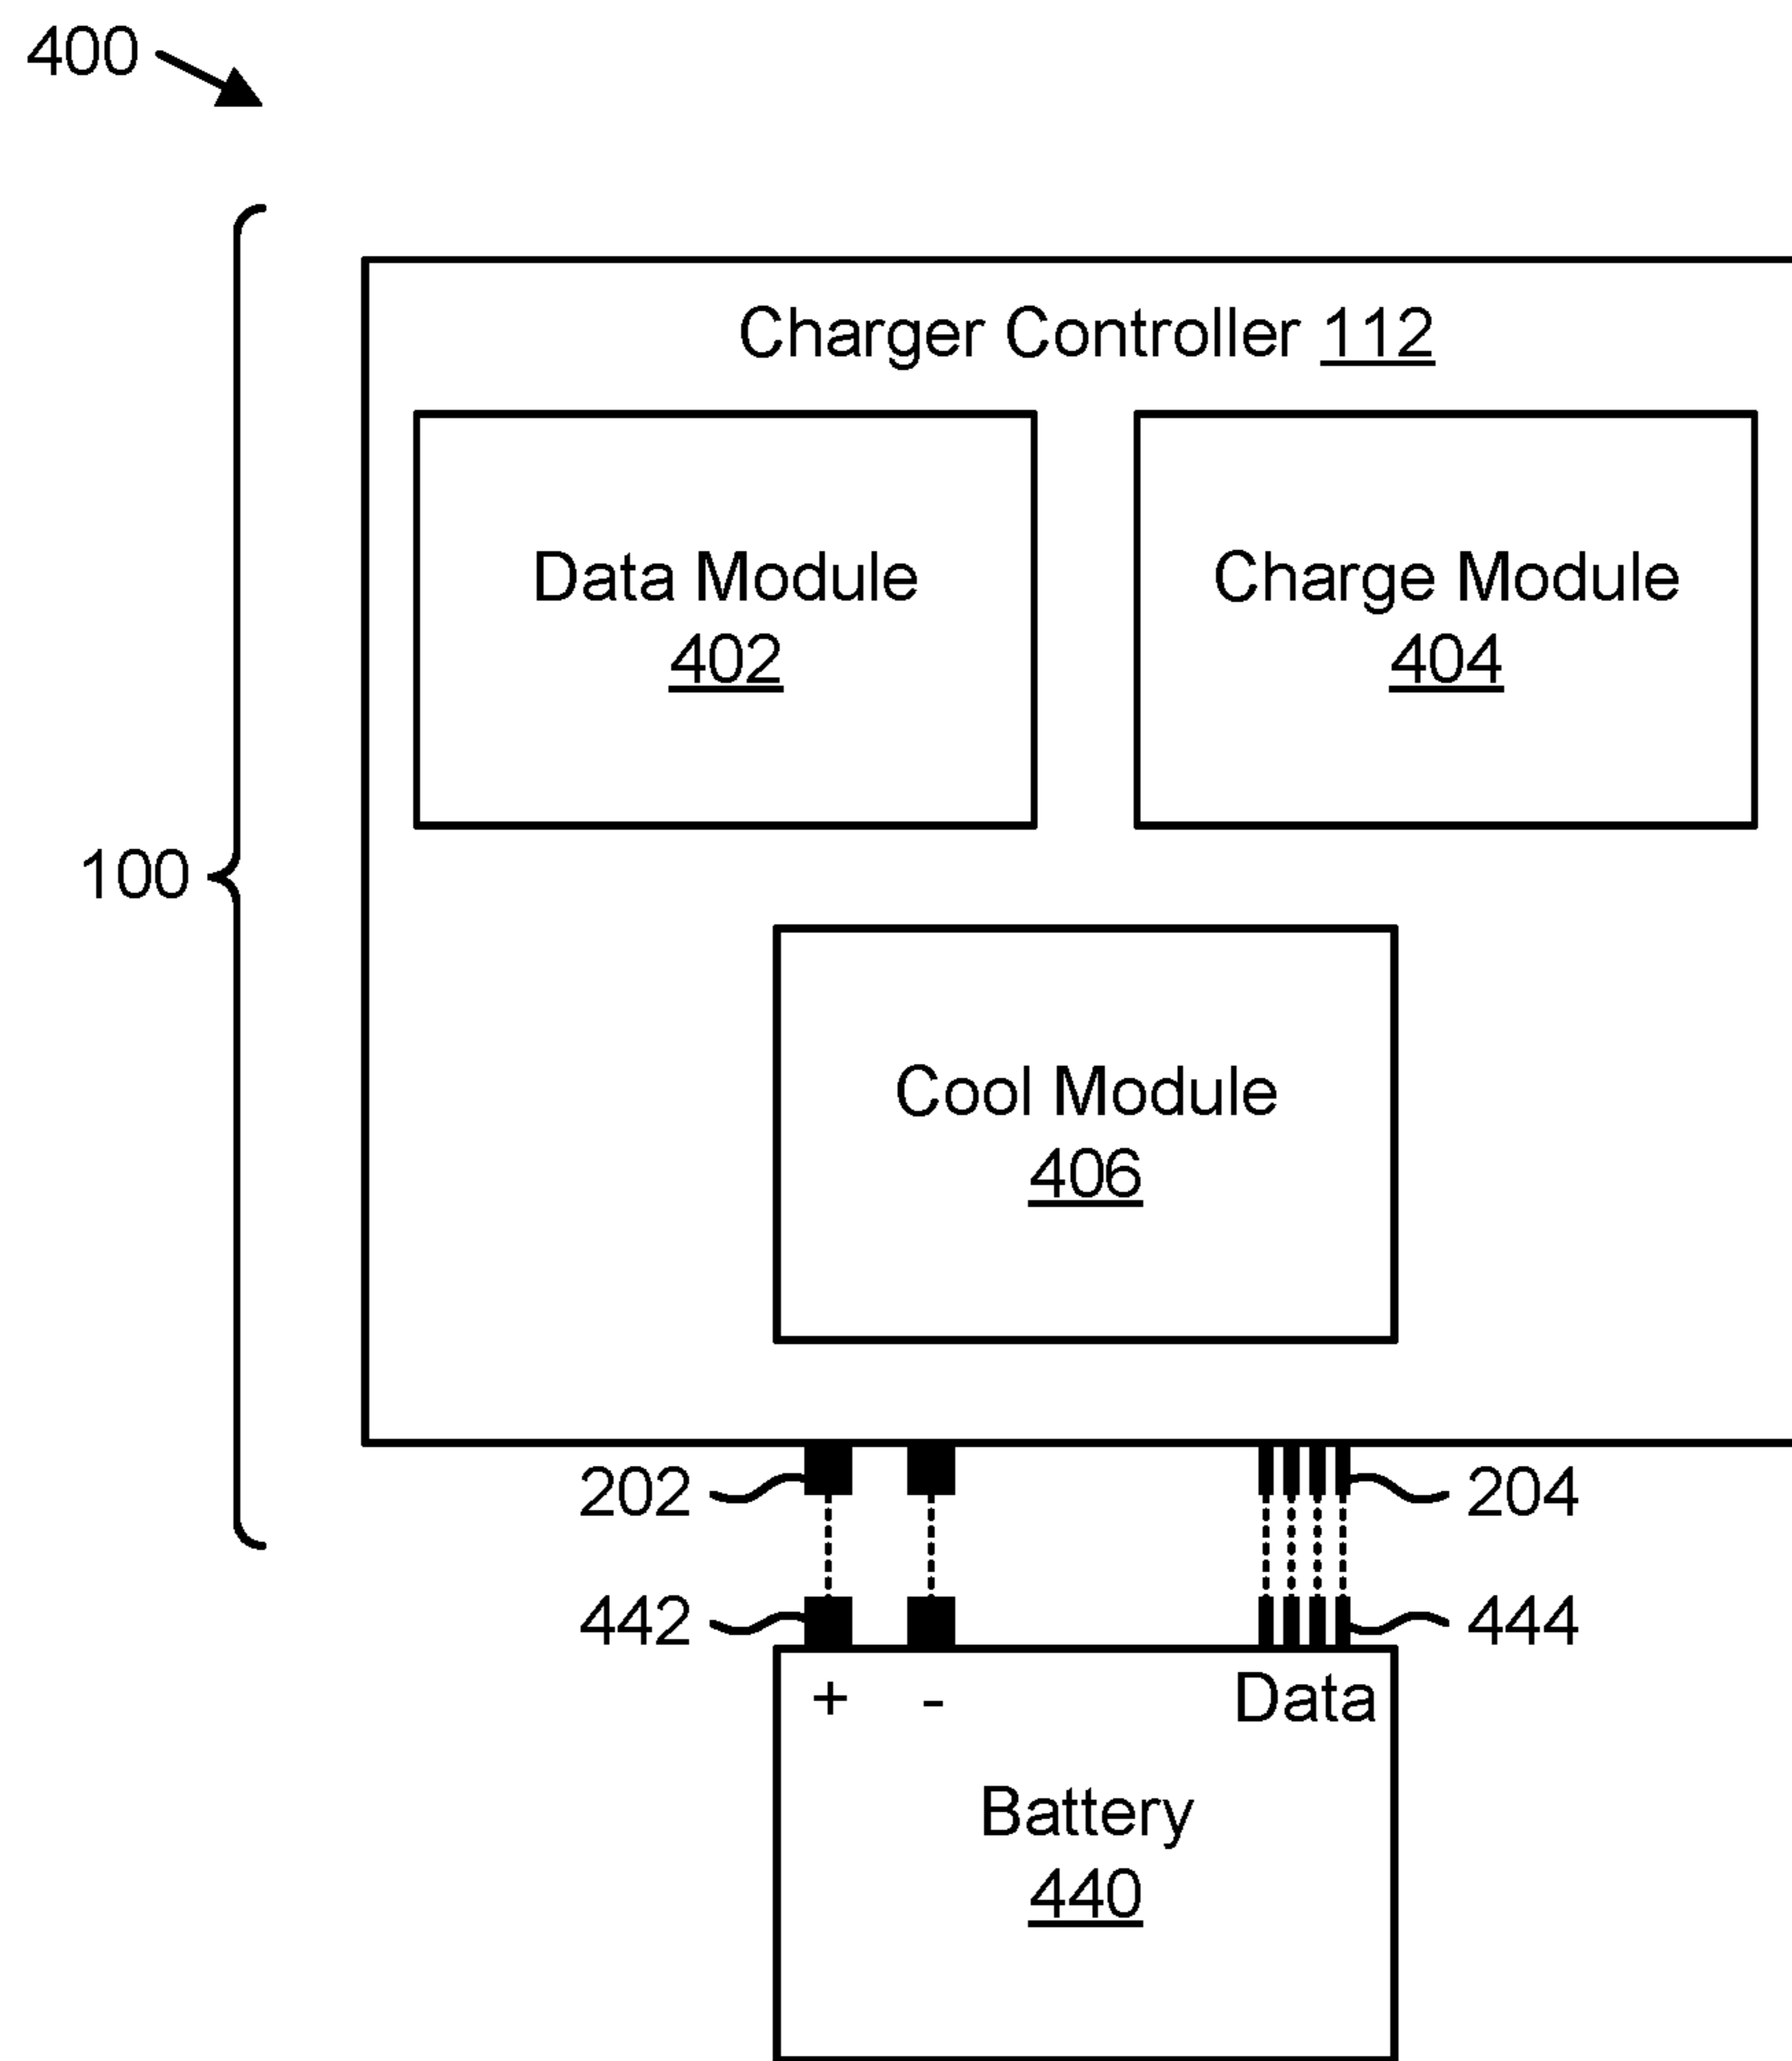 400
Charger Controller 112
Data Module
402
Charge Module
404
100
Cool Module
406
202
204
442
444
+ - Data
Battery
440